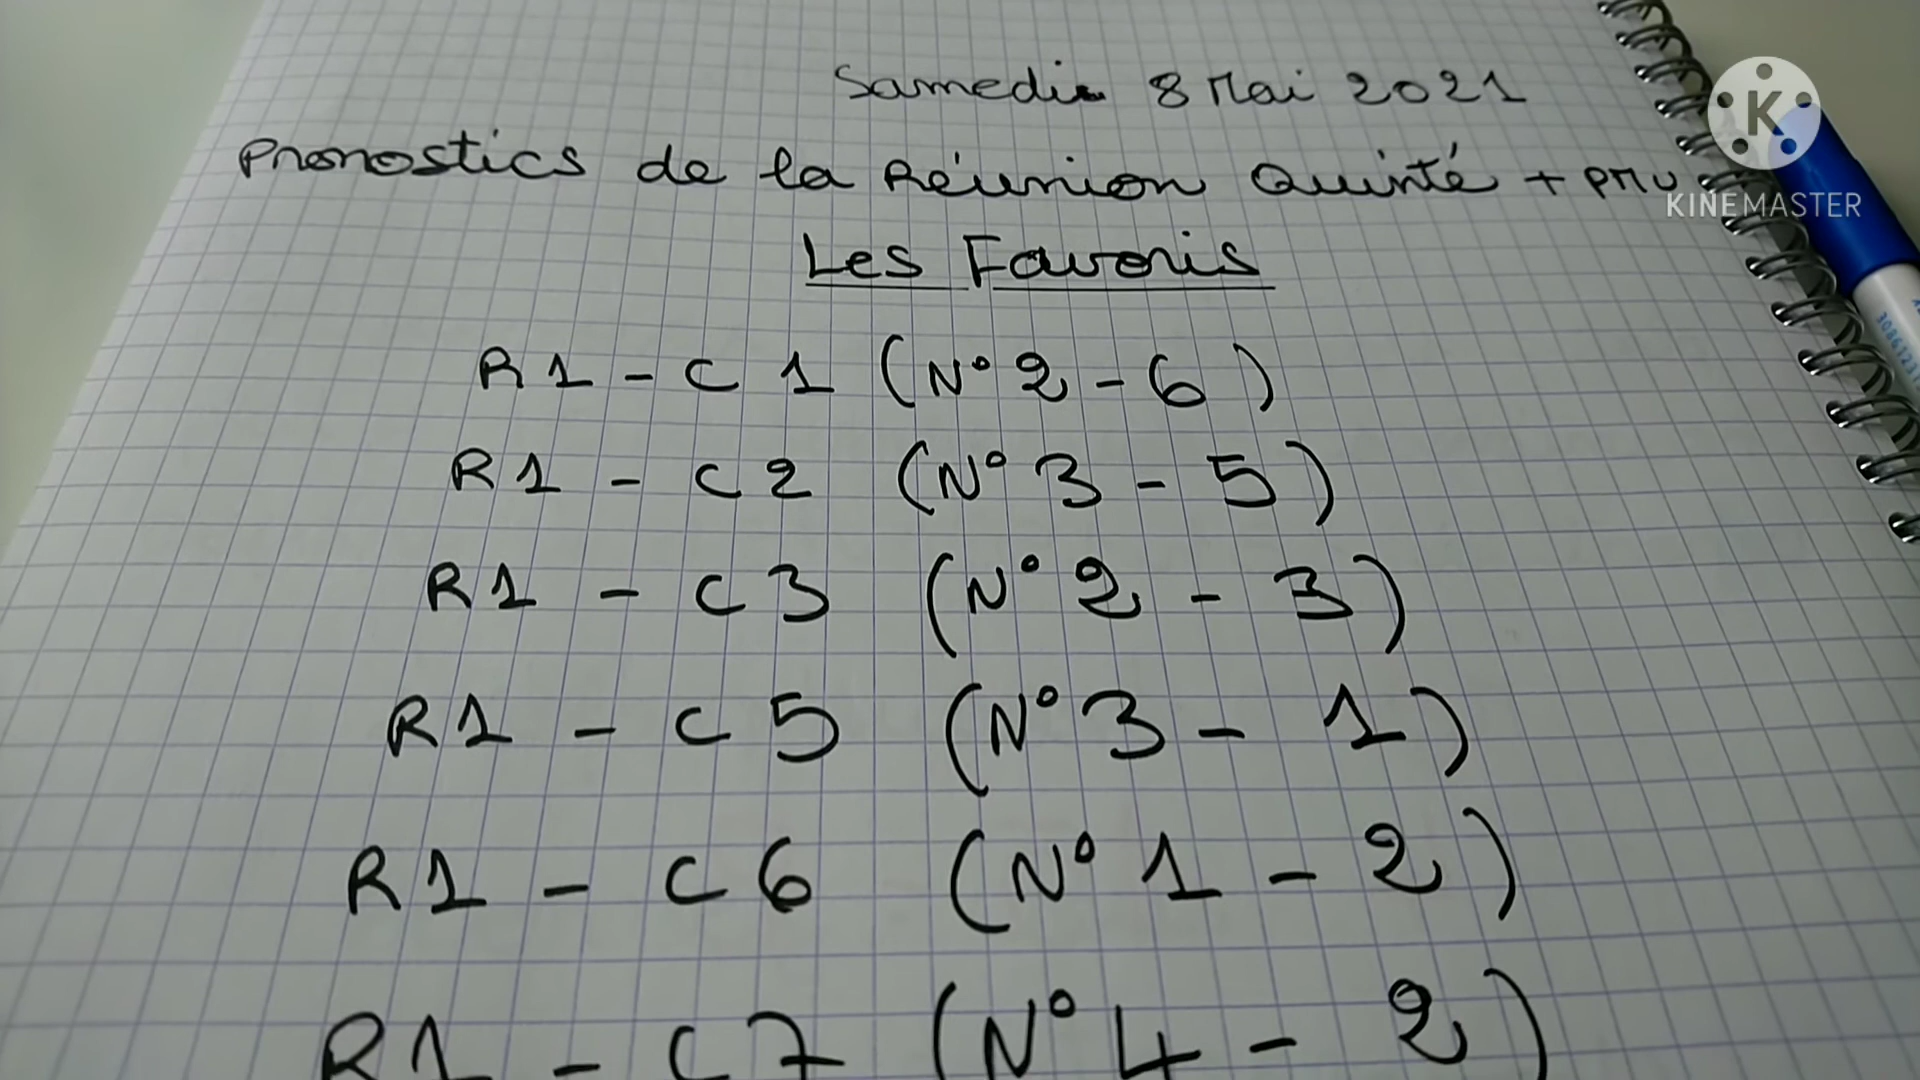 Samedi 8 Mai 2021
Pronostics de la Réunion Quinté + PMU
KINEMASTER
Les Favoris
R1 - C1 (N° 2 - 6)
R1 - C2 (N° 3 - 5)
R1 - C3 (N° 2 - 3)
R1 - C5 (N° 3 - 1)
R1 - C6 (N° 1 - 2)
R1 - C7 (N° 4 - 2)